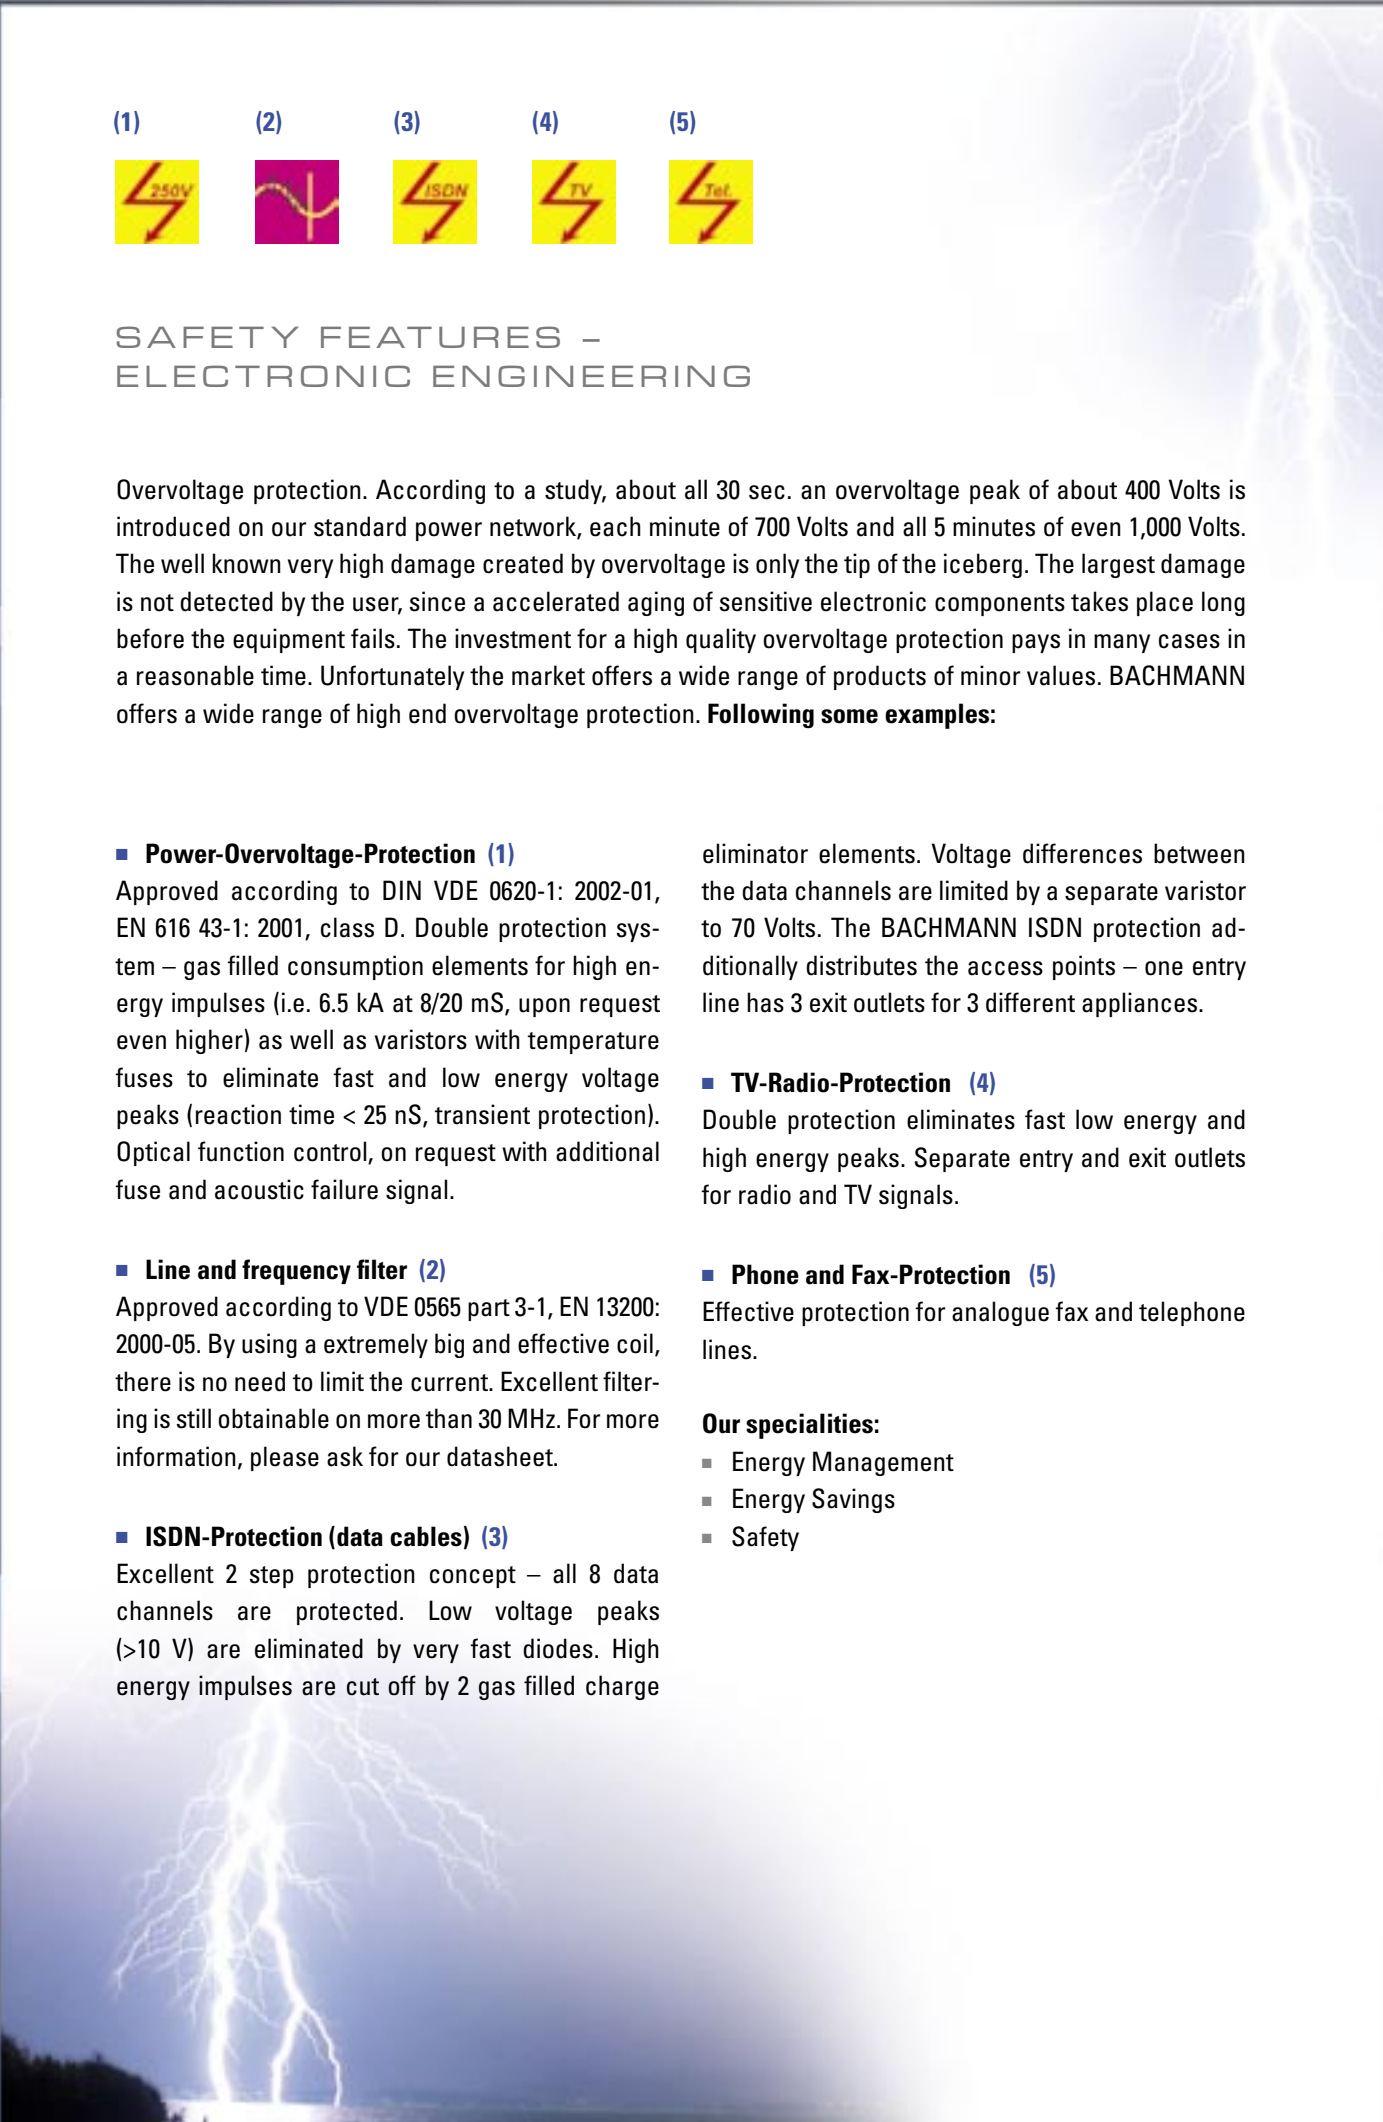 (1) (2) (3) (4) (5)
250V ISDN TV Tel.
SAFETY FEATURES –
ELECTRONIC ENGINEERING
Overvoltage protection. According to a study, about all 30 sec. an overvoltage peak of about 400 Volts is
introduced on our standard power network, each minute of 700 Volts and all 5 minutes of even 1,000 Volts.
The well known very high damage created by overvoltage is only the tip of the iceberg. The largest damage
is not detected by the user, since a accelerated aging of sensitive electronic components takes place long
before the equipment fails. The investment for a high quality overvoltage protection pays in many cases in
a reasonable time. Unfortunately the market offers a wide range of products of minor values. BACHMANN
offers a wide range of high end overvoltage protection. Following some examples:
■ Power-Overvoltage-Protection (1)
Approved according to DIN VDE 0620-1: 2002-01,
EN 616 43-1: 2001, class D. Double protection sys-
tem – gas filled consumption elements for high en-
ergy impulses (i.e. 6.5 kA at 8/20 mS, upon request
even higher) as well as varistors with temperature
fuses to eliminate fast and low energy voltage
peaks (reaction time < 25 nS, transient protection).
Optical function control, on request with additional
fuse and acoustic failure signal.
■ Line and frequency filter (2)
Approved according to VDE 0565 part 3-1, EN 13200:
2000-05. By using a extremely big and effective coil,
there is no need to limit the current. Excellent filter-
ing is still obtainable on more than 30 MHz. For more
information, please ask for our datasheet.
■ ISDN-Protection (data cables) (3)
Excellent 2 step protection concept – all 8 data
channels are protected. Low voltage peaks
(>10 V) are eliminated by very fast diodes. High
energy impulses are cut off by 2 gas filled charge
eliminator elements. Voltage differences between
the data channels are limited by a separate varistor
to 70 Volts. The BACHMANN ISDN protection ad-
ditionally distributes the access points – one entry
line has 3 exit outlets for 3 different appliances.
■ TV-Radio-Protection (4)
Double protection eliminates fast low energy and
high energy peaks. Separate entry and exit outlets
for radio and TV signals.
■ Phone and Fax-Protection (5)
Effective protection for analogue fax and telephone
lines.
Our specialities:
■ Energy Management
■ Energy Savings
■ Safety